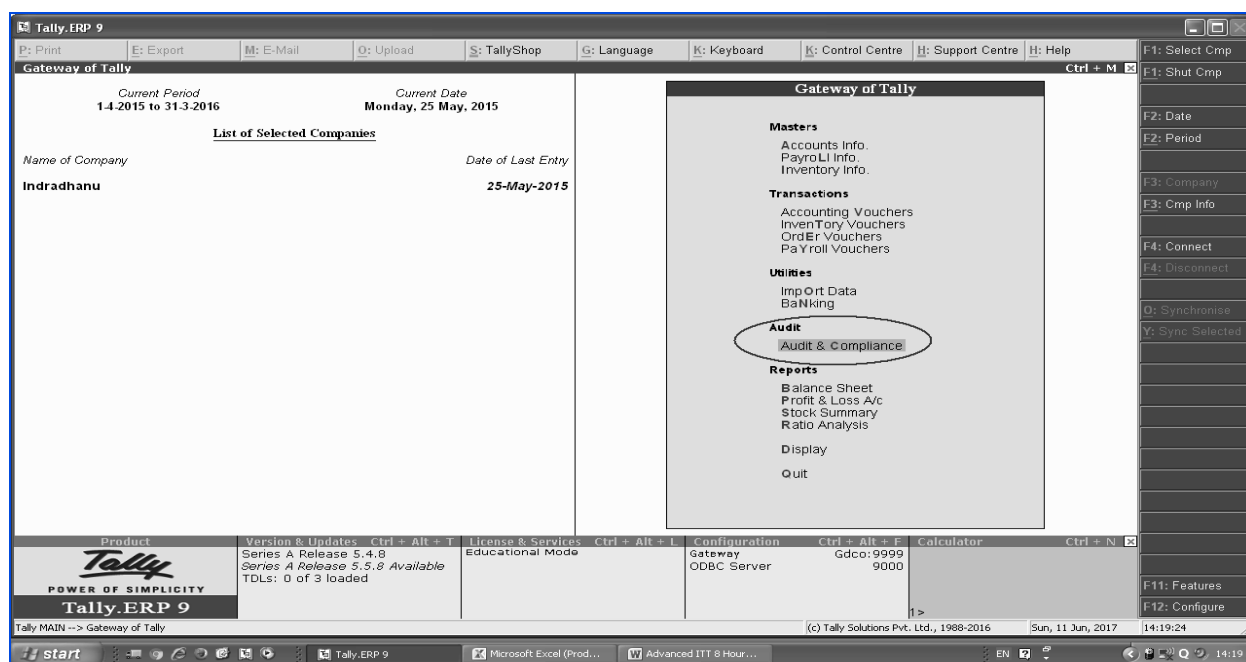 Tally.ERP 9
P: Print E: Export M: E-Mail O: Upload S: TallyShop G: Language K: Keyboard K: Control Centre H: Support Centre H: Help
Gateway of Tally Ctrl + M
Current Period Current Date
1-4-2015 to 31-3-2016 Monday, 25 May, 2015
List of Selected Companies
Name of Company Date of Last Entry
Indradhanu 25-May-2015
Gateway of Tally
Masters
Accounts Info.
PayroLl Info.
Inventory Info.
Transactions
Accounting Vouchers
InvenTory Vouchers
OrdEr Vouchers
PaYroll Vouchers
Utilities
ImpOrt Data
BaNking
Audit
Audit & Compliance
Reports
Balance Sheet
Profit & Loss A/c
Stock Summary
Ratio Analysis
Display
Quit
F1: Select Cmp
F1: Shut Cmp
F2: Date
F2: Period
F3: Company
F3: Cmp Info
F4: Connect
F4: Disconnect
O: Synchronise
Y: Sync Selected
F11: Features
F12: Configure
Product
Tally
POWER OF SIMPLICITY
Tally.ERP 9
Version & Updates Ctrl + Alt + T
Series A Release 5.4.8
Series A Release 5.5.8 Available
TDLs: 0 of 3 loaded
License & Services Ctrl + Alt + L
Educational Mode
Configuration Ctrl + Alt + F
Gateway Gdco:9999
ODBC Server 9000
Calculator Ctrl + N
1>
Tally MAIN --> Gateway of Tally (c) Tally Solutions Pvt. Ltd., 1988-2016 Sun, 11 Jun, 2017 14:19:24
start Tally.ERP 9 Microsoft Excel (Prod... Advanced ITT 8 Hour... EN 14:19